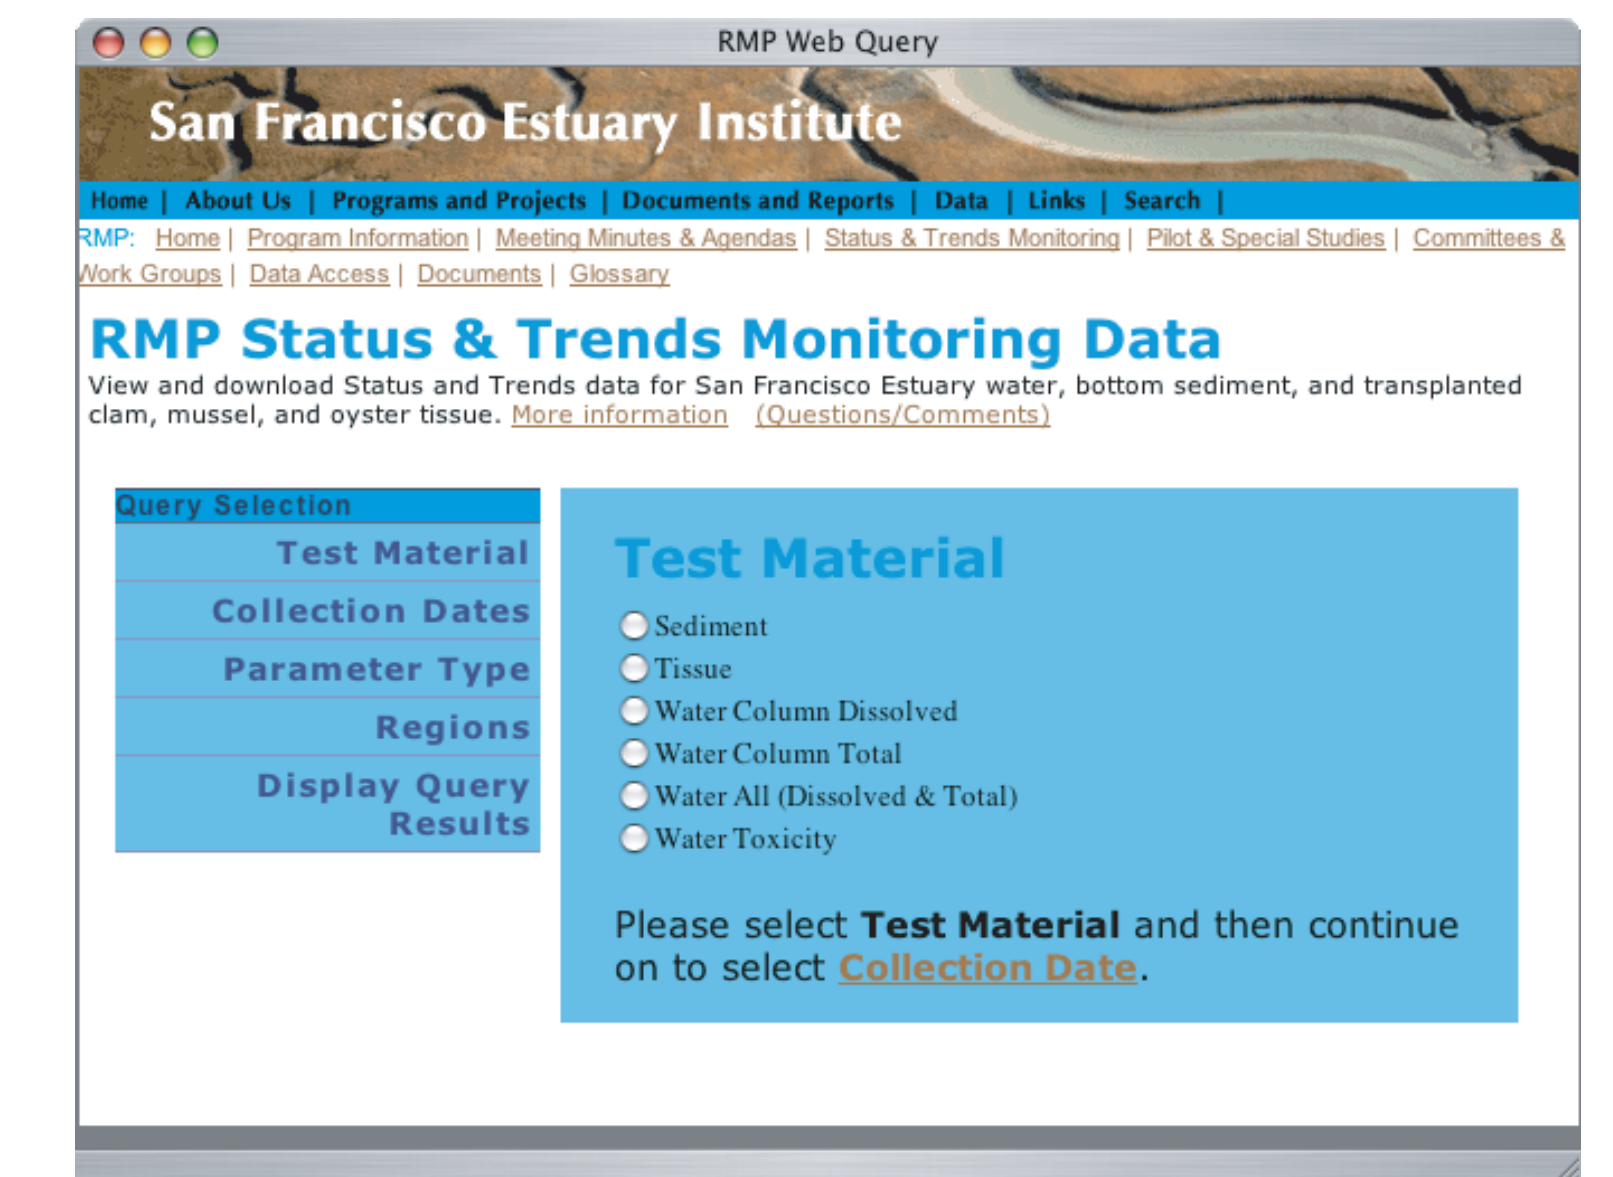 RMP Web Query
San Francisco Estuary Institute
Home | About Us | Programs and Projects | Documents and Reports | Data | Links | Search |
RMP: Home | Program Information | Meeting Minutes & Agendas | Status & Trends Monitoring | Pilot & Special Studies | Committees &
Work Groups | Data Access | Documents | Glossary
RMP Status & Trends Monitoring Data
View and download Status and Trends data for San Francisco Estuary water, bottom sediment, and transplanted
clam, mussel, and oyster tissue. More information (Questions/Comments)
Query Selection
Test Material
Collection Dates
Parameter Type
Regions
Display Query
Results
Test Material
Sediment
Tissue
Water Column Dissolved
Water Column Total
Water All (Dissolved & Total)
Water Toxicity
Please select Test Material and then continue
on to select Collection Date.